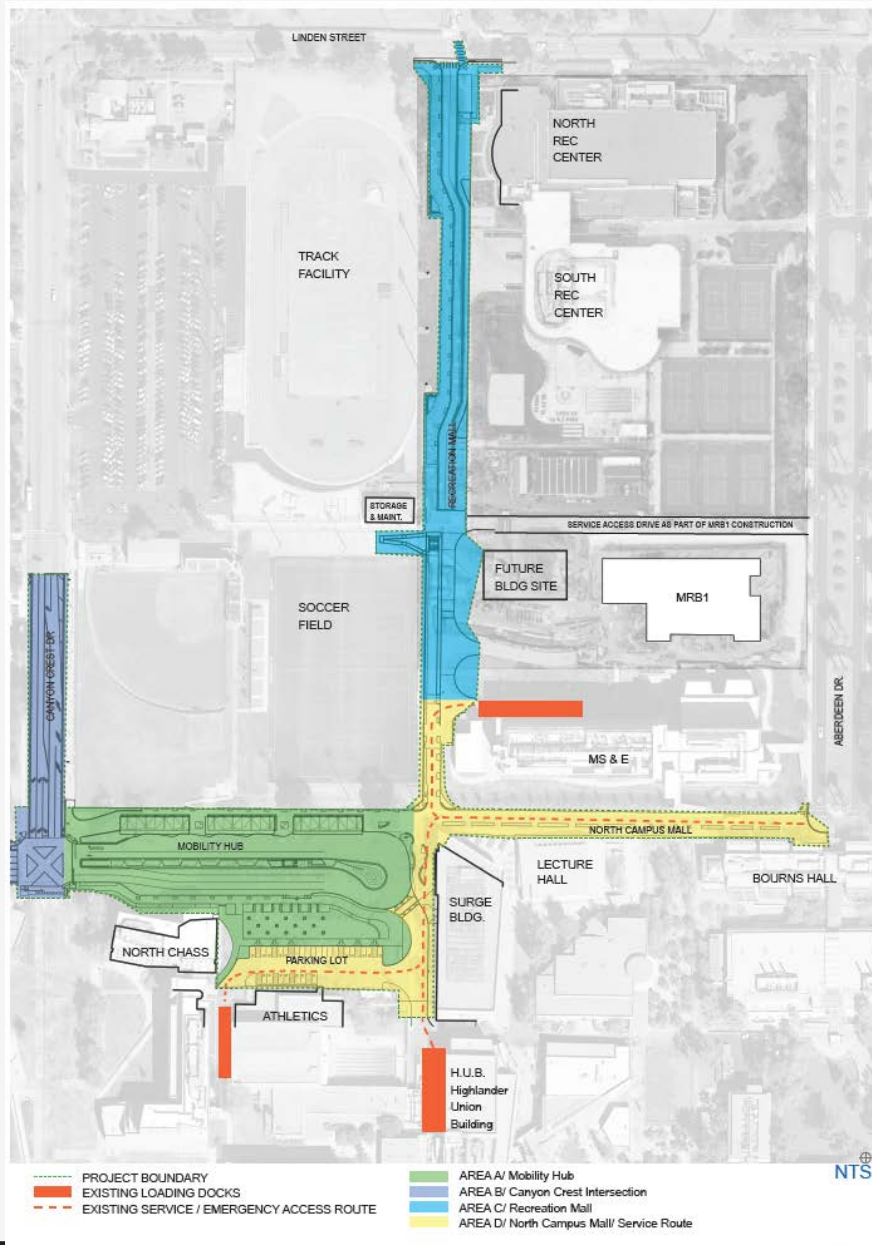 LINDEN STREET
NORTH
REC
CENTER
TRACK
FACILITY
SOUTH
REC
CENTER
RECREATION MALL
STORAGE
& MAINT.
SERVICE ACCESS DRIVE AS PART OF MRB1 CONSTRUCTION
FUTURE
BLDG SITE
MRB1
SOCCER
FIELD
CANYON CREST DR.
ABERDEEN DR.
MS & E
NORTH CAMPUS MALL
MOBILITY HUB
LECTURE
HALL
BOURNS HALL
SURGE
BLDG.
NORTH CHASS
PARKING LOT
ATHLETICS
H.U.B.
Highlander
Union
Building
NTS
PROJECT BOUNDARY
EXISTING LOADING DOCKS
EXISTING SERVICE / EMERGENCY ACCESS ROUTE
AREA A/ Mobility Hub
AREA B/ Canyon Crest Intersection
AREA C/ Recreation Mall
AREA D/ North Campus Mall/ Service Route